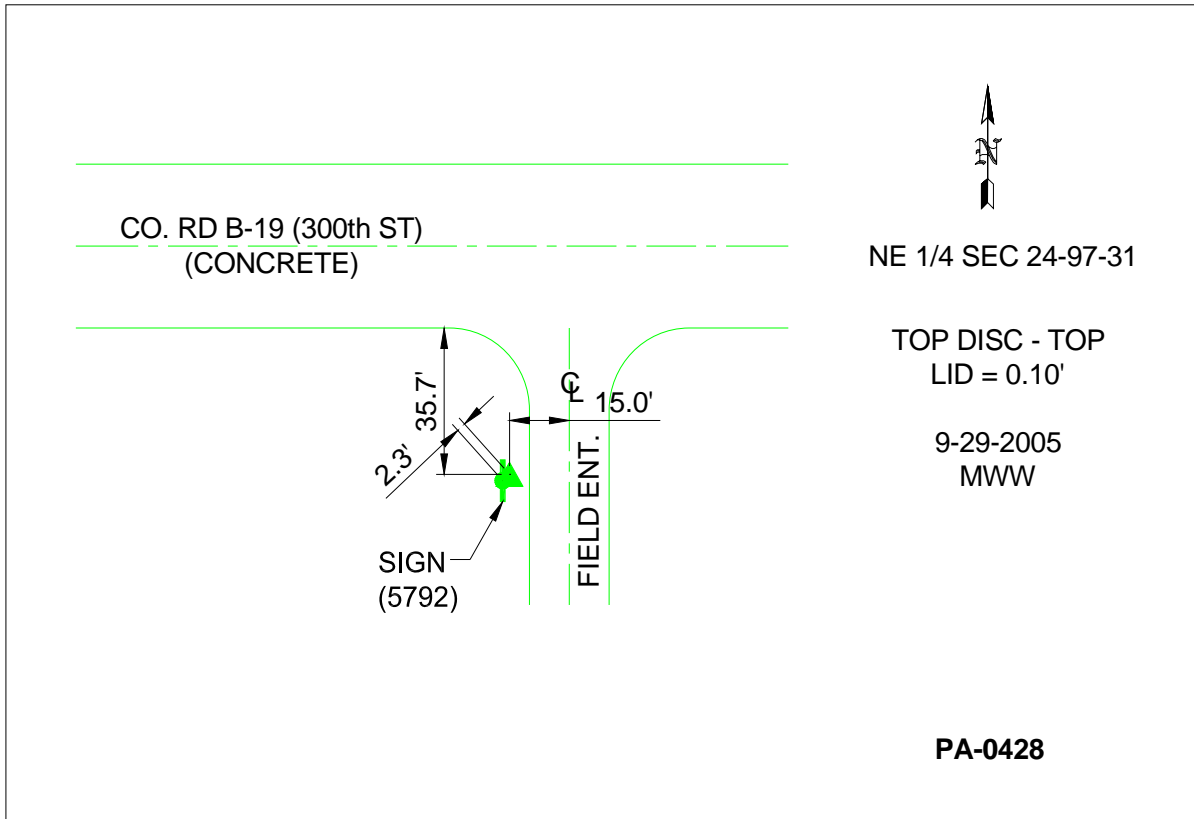 N
CO. RD B-19 (300th ST)
(CONCRETE)
NE 1/4 SEC 24-97-31
TOP DISC - TOP
LID = 0.10'
35.7'
℄
15.0'
2.3'
9-29-2005
MWW
FIELD ENT.
SIGN
(5792)
PA-0428